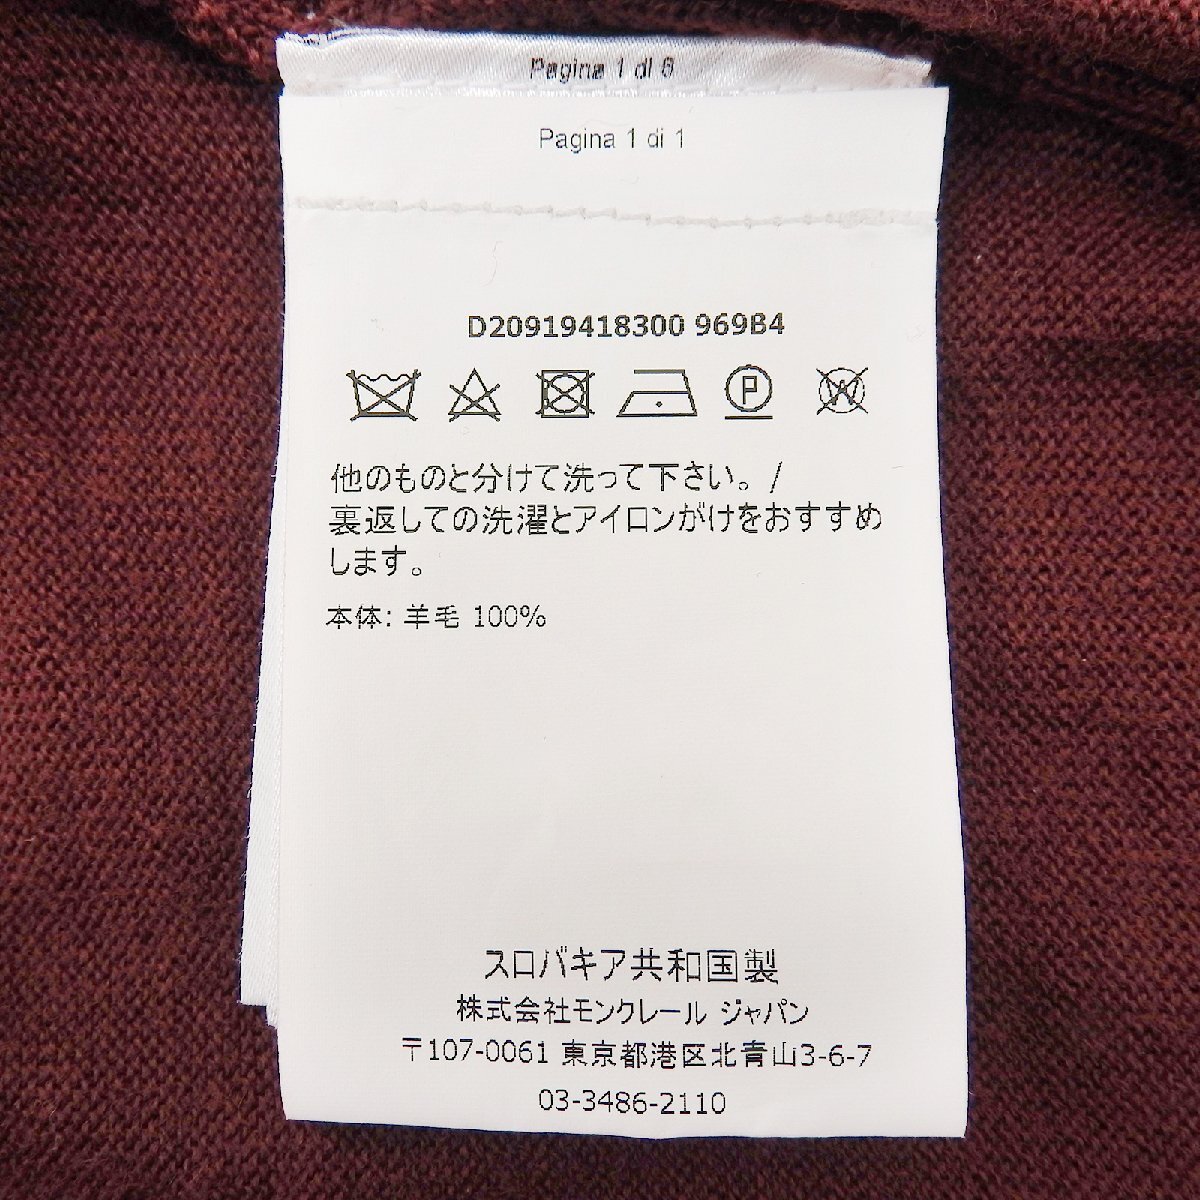 Pagina 1 di 6
Pagina 1 di 1
D20919418300 969B4
P W
他のものと分けて洗って下さい。/
裏返しての洗濯とアイロンがけをおすすめ
します。
本体: 羊毛 100%
スロバキア共和国製
株式会社モンクレール ジャパン
〒107-0061 東京都港区北青山3-6-7
03-3486-2110